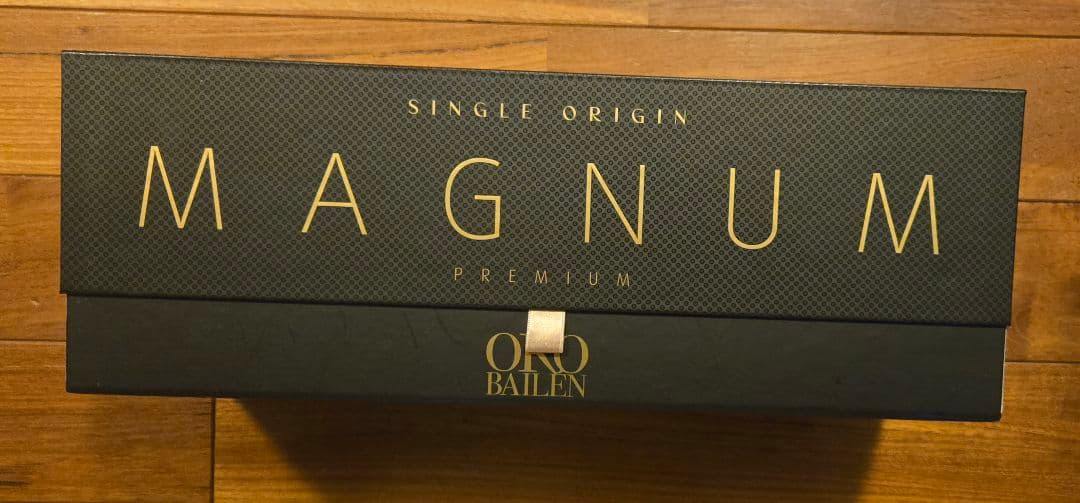 SINGLE ORIGIN
MAGNUM
PREMIUM
ORO
BAILEN